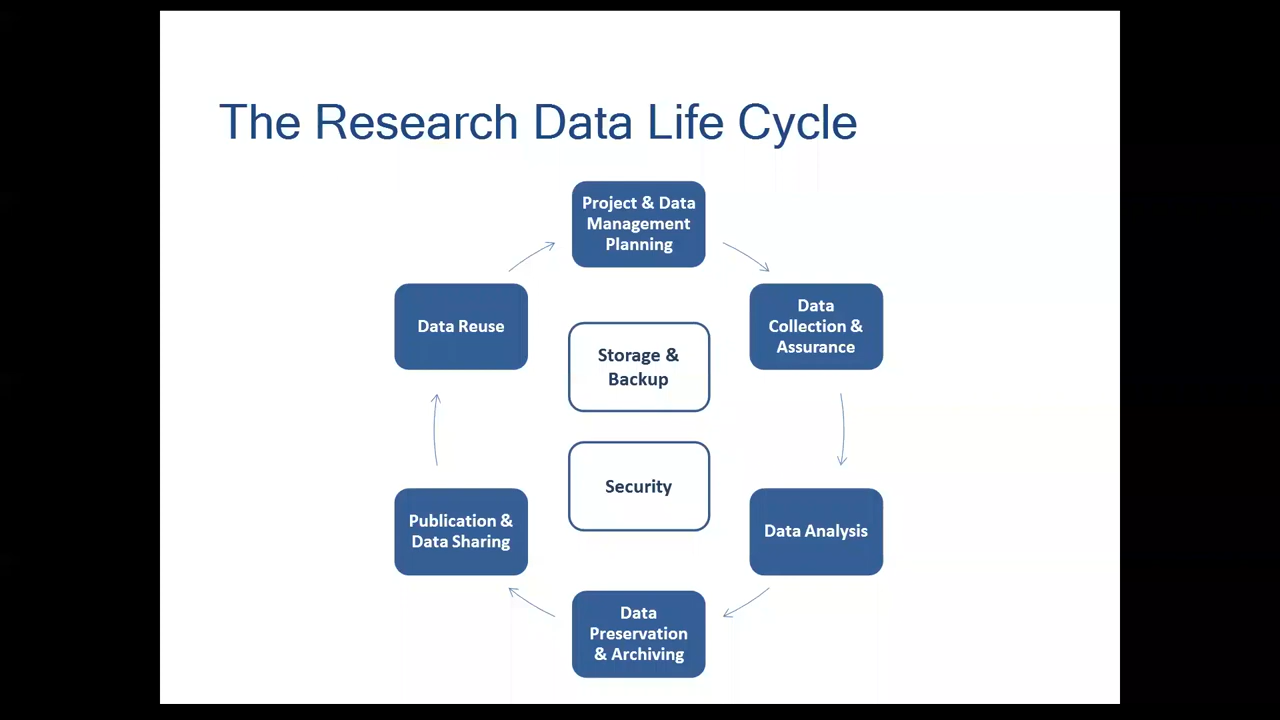 The Research Data Life Cycle
Project & Data
Management
Planning
Data
Collection &
Assurance
Data Analysis
Data
Preservation
& Archiving
Publication &
Data Sharing
Data Reuse
Storage &
Backup
Security